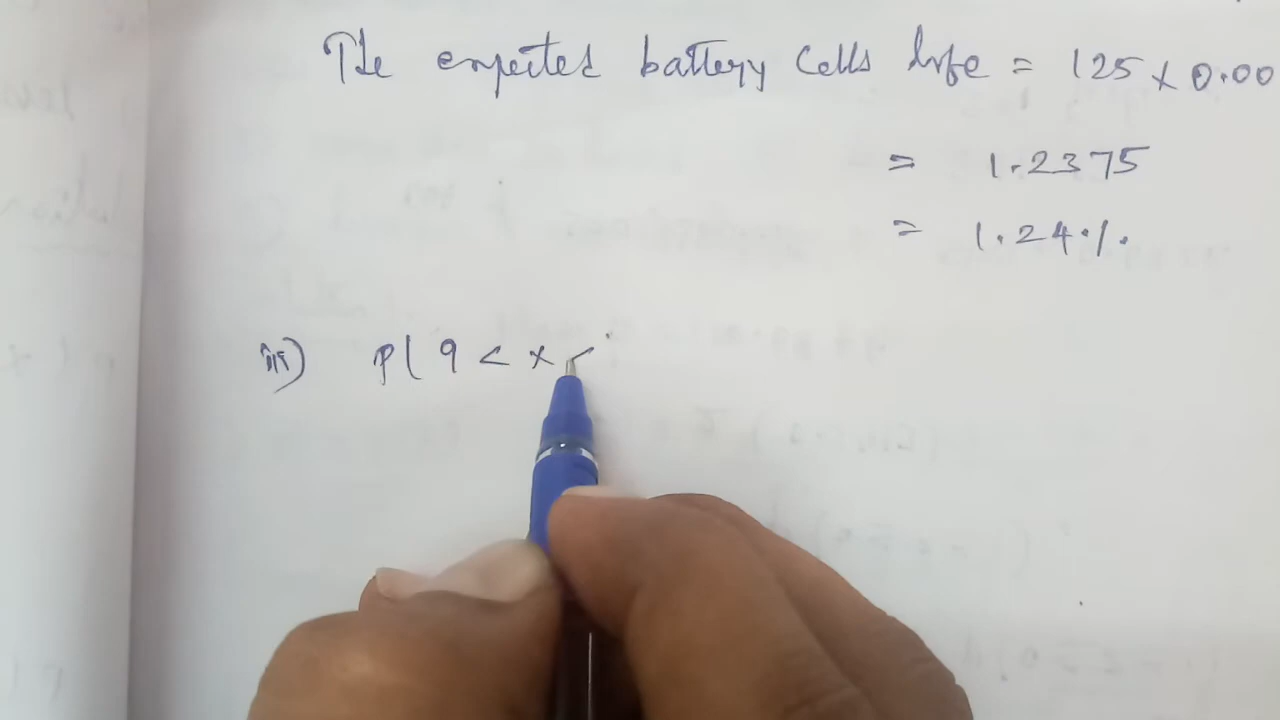 The expected battery cells life = 125 × 0.00
= 1.2375
= 1.24 %.
iii) P( 9 < x <